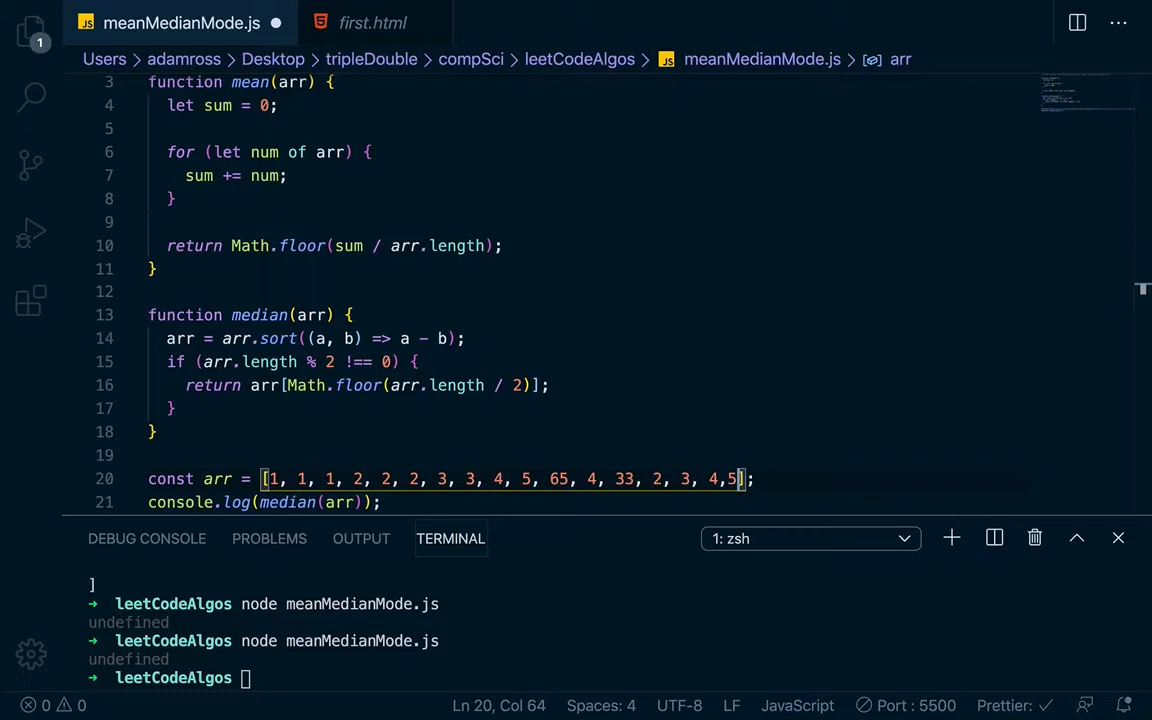 JS meanMedianMode.js ● first.html ···
1
Users > adamross > Desktop > tripleDouble > compSci > leetCodeAlgos > JS meanMedianMode.js > arr
3 function mean(arr) {
4 let sum = 0;
5
6 for (let num of arr) {
7 sum += num;
8 }
9
10 return Math.floor(sum / arr.length);
11 }
12
13 function median(arr) {
14 arr = arr.sort((a, b) => a - b);
15 if (arr.length % 2 !== 0) {
16 return arr[Math.floor(arr.length / 2)];
17 }
18 }
19
20 const arr = [1, 1, 1, 2, 2, 2, 3, 3, 4, 5, 65, 4, 33, 2, 3, 4,5];
21 console.log(median(arr));
DEBUG CONSOLE PROBLEMS OUTPUT TERMINAL 1: zsh
]
→ leetCodeAlgos node meanMedianMode.js
undefined
→ leetCodeAlgos node meanMedianMode.js
undefined
→ leetCodeAlgos
0 0 Ln 20, Col 64 Spaces: 4 UTF-8 LF JavaScript Port : 5500 Prettier: ✓